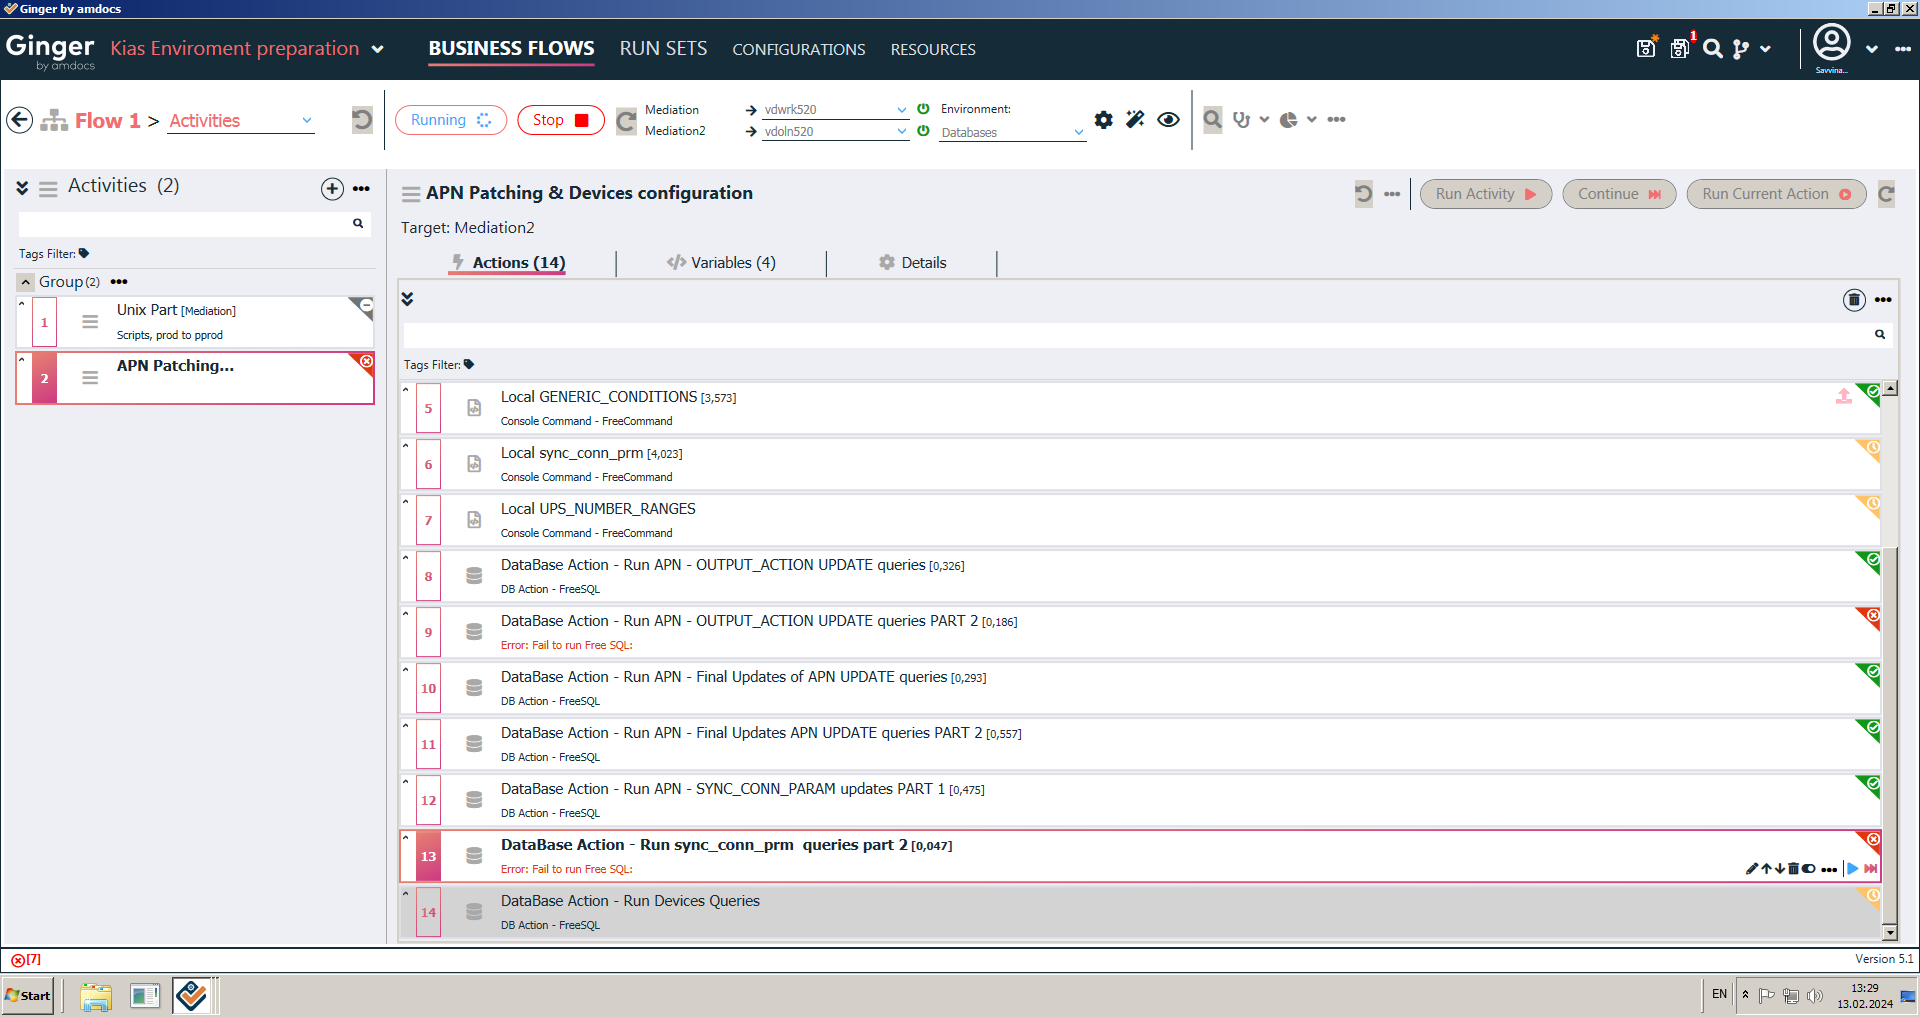 Ginger by amdocs
Ginger
by amdocs
Kias Enviroment preparation
BUSINESS FLOWS
RUN SETS
CONFIGURATIONS
RESOURCES
1
Savvina...
Flow 1 > Activities
Running
Stop
Mediation
vdwrk520
Mediation2
vdoln520
Environment:
Databases
Activities (2)
Tags Filter:
Group(2)
1
Unix Part [Mediation]
Scripts, prod to pprod
2
APN Patching...
APN Patching & Devices configuration
Run Activity
Continue
Run Current Action
Target: Mediation2
Actions (14)
Variables (4)
Details
Tags Filter:
5
Local GENERIC_CONDITIONS [3,573]
Console Command - FreeCommand
6
Local sync_conn_prm [4,023]
Console Command - FreeCommand
7
Local UPS_NUMBER_RANGES
Console Command - FreeCommand
8
DataBase Action - Run APN - OUTPUT_ACTION UPDATE queries [0,326]
DB Action - FreeSQL
9
DataBase Action - Run APN - OUTPUT_ACTION UPDATE queries PART 2 [0,186]
Error: Fail to run Free SQL:
10
DataBase Action - Run APN - Final Updates of APN UPDATE queries [0,293]
DB Action - FreeSQL
11
DataBase Action - Run APN - Final Updates APN UPDATE queries PART 2 [0,557]
DB Action - FreeSQL
12
DataBase Action - Run APN - SYNC_CONN_PARAM updates PART 1 [0,475]
DB Action - FreeSQL
13
DataBase Action - Run sync_conn_prm queries part 2 [0,047]
Error: Fail to run Free SQL:
14
DataBase Action - Run Devices Queries
DB Action - FreeSQL
[7]
Version 5.1
Start
EN
13:29
13.02.2024